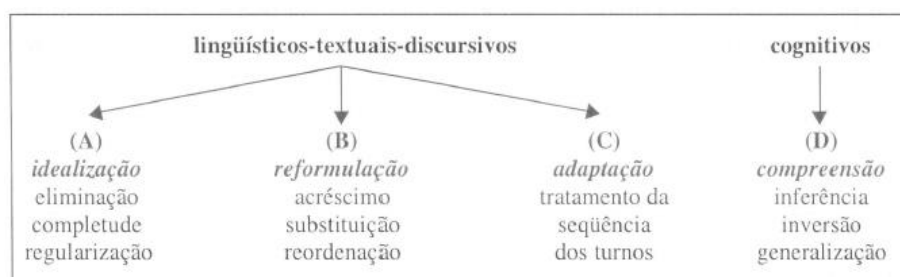 lingüísticos-textuais-discursivos cognitivos
(A) (B) (C) (D)
idealização reformulação adaptação compreensão
eliminação acréscimo tratamento da inferência
completude substituição seqüência inversão
regularização reordenação dos turnos generalização